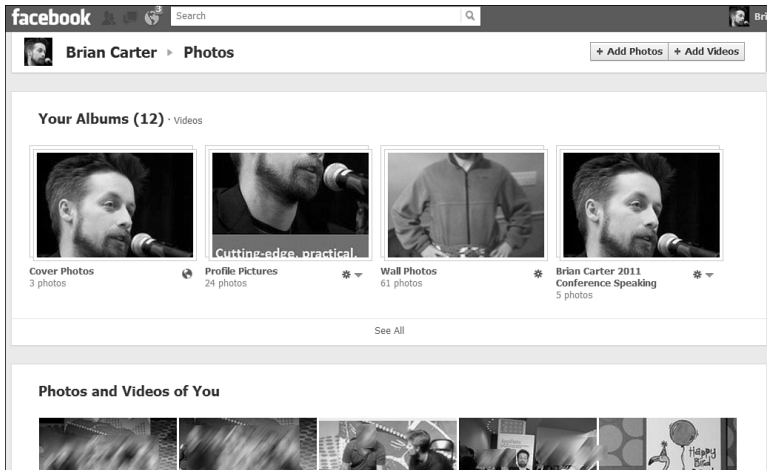 facebook
3
Search
Bri
Brian Carter Photos
+ Add Photos + Add Videos
Your Albums (12) · Videos
Cutting-edge, practical,
Cover Photos
3 photos
Profile Pictures
24 photos
Wall Photos
61 photos
Brian Carter 2011
Conference Speaking
5 photos
See All
Photos and Videos of You
Happy
Bird